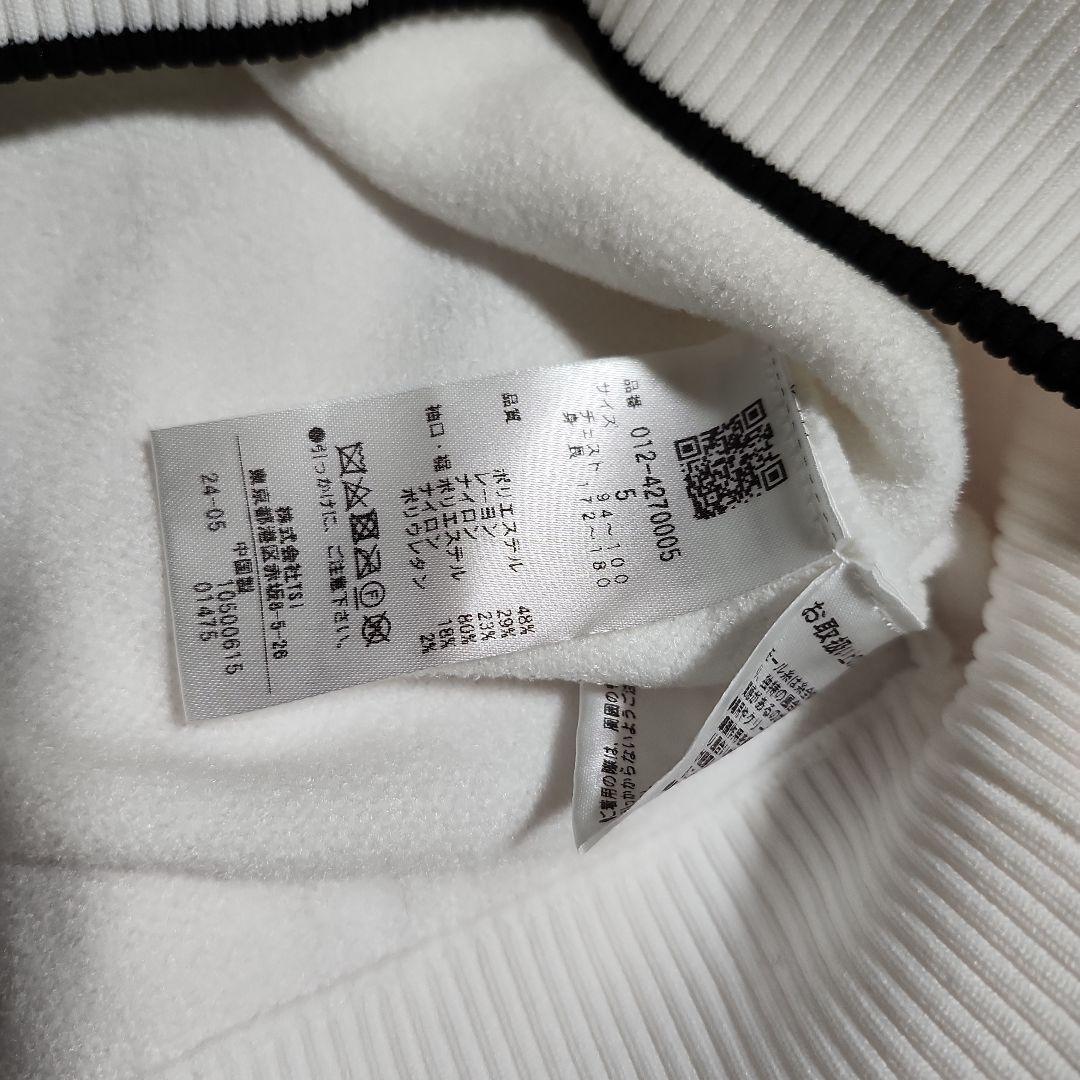 品番 012-4270005
サイズ 5
チェスト 94～100
身長 172～180
品質 ポリエステル 48%
レーヨン 29%
ナイロン 23%
袖口・裾 ポリエステル 80%
ナイロン 18%
ポリウレタン 2%
●引っかけに、ご注意下さい。
株式会社TSI
東京都港区赤坂8-5-26
中国製 10500615
24-05 01475
お取扱い